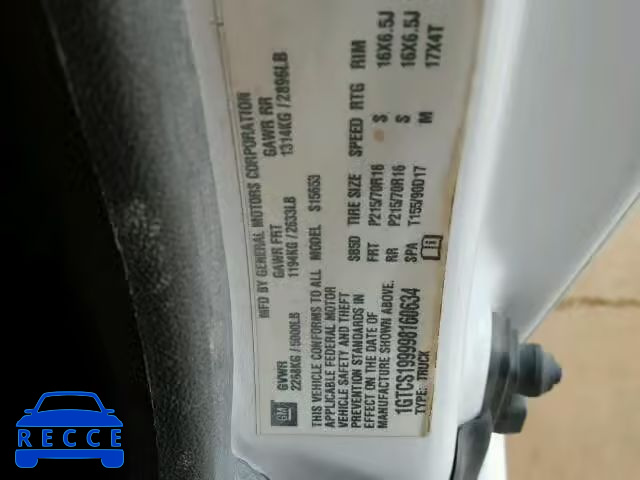 MFD BY GENERAL MOTORS CORPORATION
GVWR GAWR FRT GAWR RR
2268KG/5000LB 1194KG/2633LB 1314KG/2896LB
THIS VEHICLE CONFORMS TO ALL MODEL S15653
APPLICABLE FEDERAL MOTOR
VEHICLE SAFETY AND THEFT
PREVENTION STANDARDS IN
EFFECT ON THE DATE OF
MANUFACTURE SHOWN ABOVE.
1GTCS199998160634
TYPE: TRUCK
SB5D TIRE SIZE SPEED RTG RIM
FRT P215/70R16 S 16X6.5J
RR P215/70R16 S 16X6.5J
SPA T155/90D17 M 17X4T
GM
RECCE